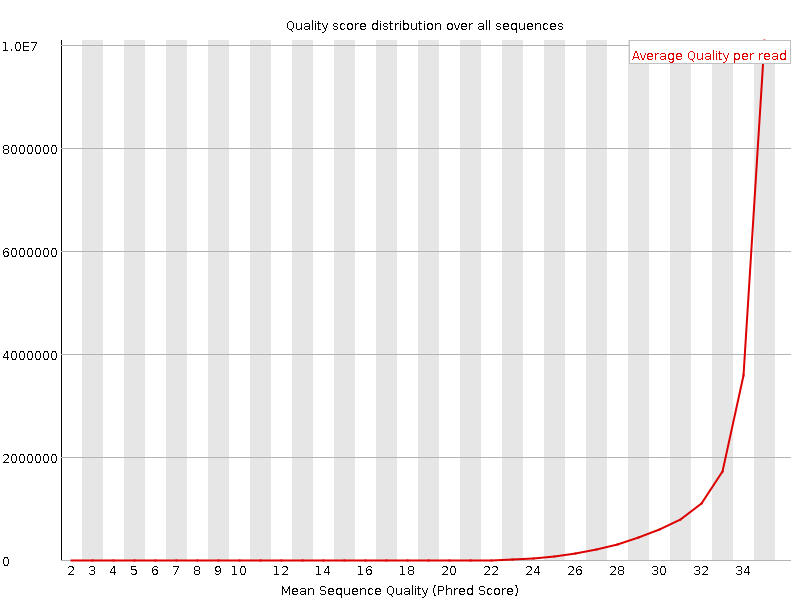 Quality score distribution over all sequences
1.0E7
Average Quality per read
8000000
6000000
4000000
2000000
0
2 3 4 5 6 7 8 9 10 12 14 16 18 20 22 24 26 28 30 32 34
Mean Sequence Quality (Phred Score)